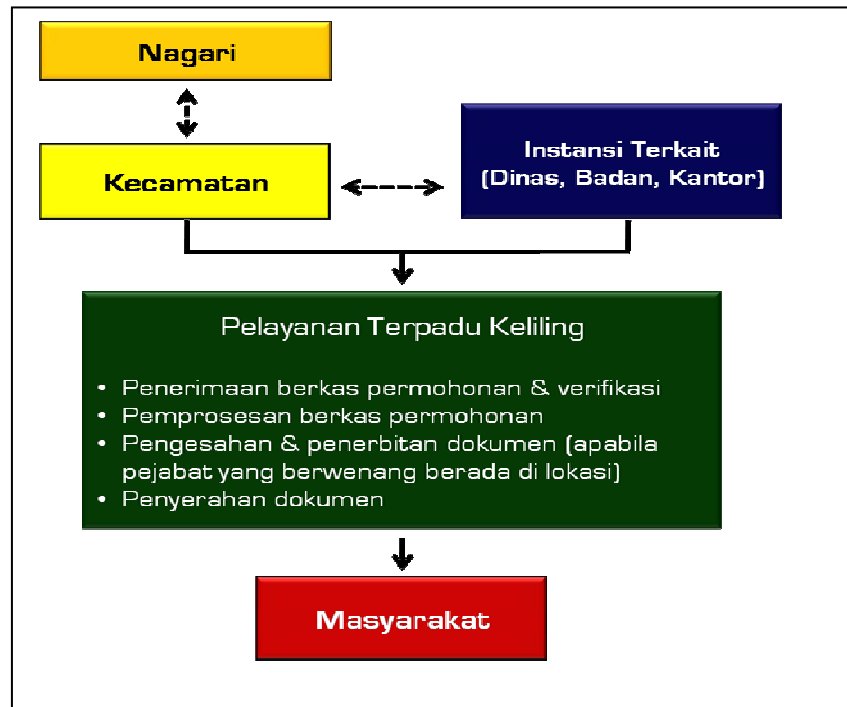 Nagari
Kecamatan
Instansi Terkait
(Dinas, Badan, Kantor)
Pelayanan Terpadu Keliling
• Penerimaan berkas permohonan & verifikasi
• Pemprosesan berkas permohonan
• Pengesahan & penerbitan dokumen (apabila
pejabat yang berwenang berada di lokasi)
• Penyerahan dokumen
Masyarakat